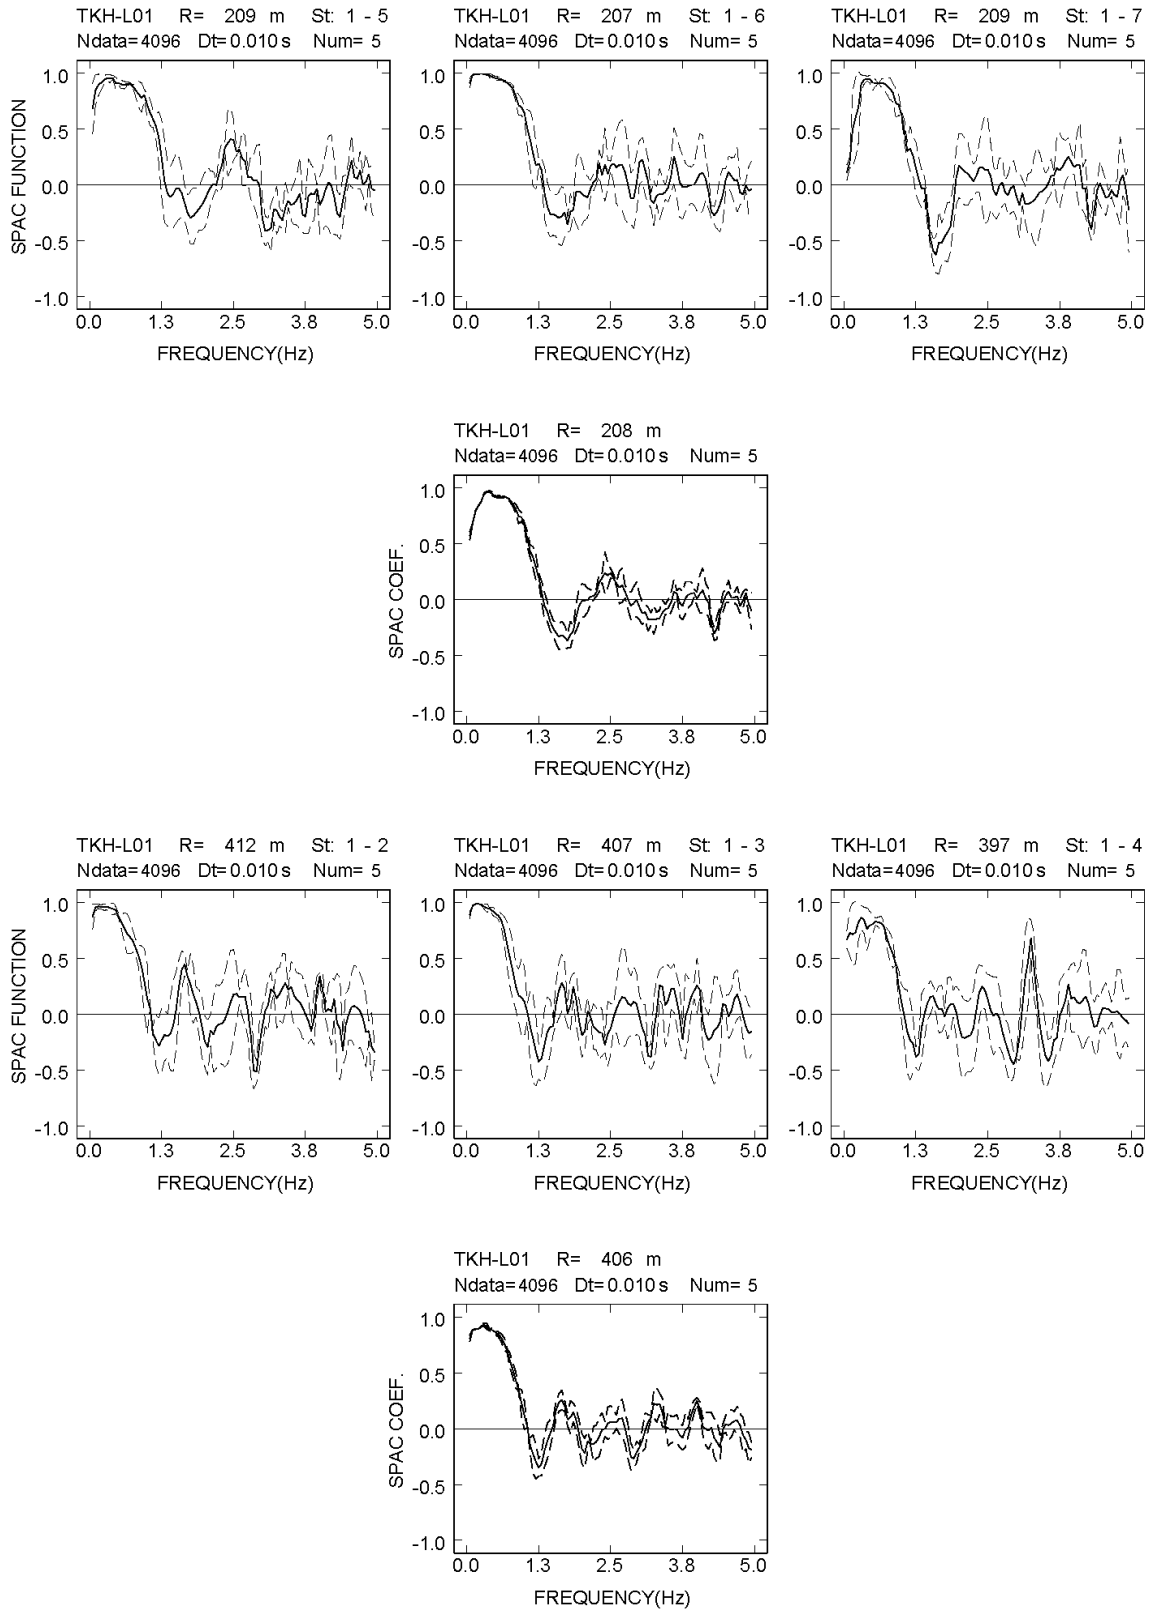 TKH-L01 R= 209 m St: 1 - 5
Ndata=4096 Dt=0.010s Num= 5
SPAC FUNCTION
1.0
0.5
0.0
-0.5
-1.0
0.0 1.3 2.5 3.8 5.0
FREQUENCY(Hz)
TKH-L01 R= 207 m St: 1 - 6
Ndata=4096 Dt=0.010s Num= 5
1.0
0.5
0.0
-0.5
-1.0
0.0 1.3 2.5 3.8 5.0
FREQUENCY(Hz)
TKH-L01 R= 209 m St: 1 - 7
Ndata=4096 Dt=0.010s Num= 5
1.0
0.5
0.0
-0.5
-1.0
0.0 1.3 2.5 3.8 5.0
FREQUENCY(Hz)
TKH-L01 R= 208 m
Ndata=4096 Dt=0.010s Num= 5
SPAC COEF.
1.0
0.5
0.0
-0.5
-1.0
0.0 1.3 2.5 3.8 5.0
FREQUENCY(Hz)
TKH-L01 R= 412 m St: 1 - 2
Ndata=4096 Dt=0.010s Num= 5
SPAC FUNCTION
1.0
0.5
0.0
-0.5
-1.0
0.0 1.3 2.5 3.8 5.0
FREQUENCY(Hz)
TKH-L01 R= 407 m St: 1 - 3
Ndata=4096 Dt=0.010s Num= 5
1.0
0.5
0.0
-0.5
-1.0
0.0 1.3 2.5 3.8 5.0
FREQUENCY(Hz)
TKH-L01 R= 397 m St: 1 - 4
Ndata=4096 Dt=0.010s Num= 5
1.0
0.5
0.0
-0.5
-1.0
0.0 1.3 2.5 3.8 5.0
FREQUENCY(Hz)
TKH-L01 R= 406 m
Ndata=4096 Dt=0.010s Num= 5
SPAC COEF.
1.0
0.5
0.0
-0.5
-1.0
0.0 1.3 2.5 3.8 5.0
FREQUENCY(Hz)